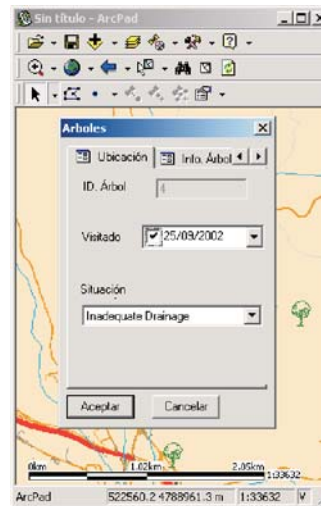 Sin título - ArcPad
Arboles
Ubicación Info. Árbol
ID. Árbol 4
Visitado 25/09/2002
Situación
Inadequate Drainage
Aceptar Cancelar
0km 1.02km 2.05km 1:33632
ArcPad 522560.2 4788961.3 m 1:33632 V